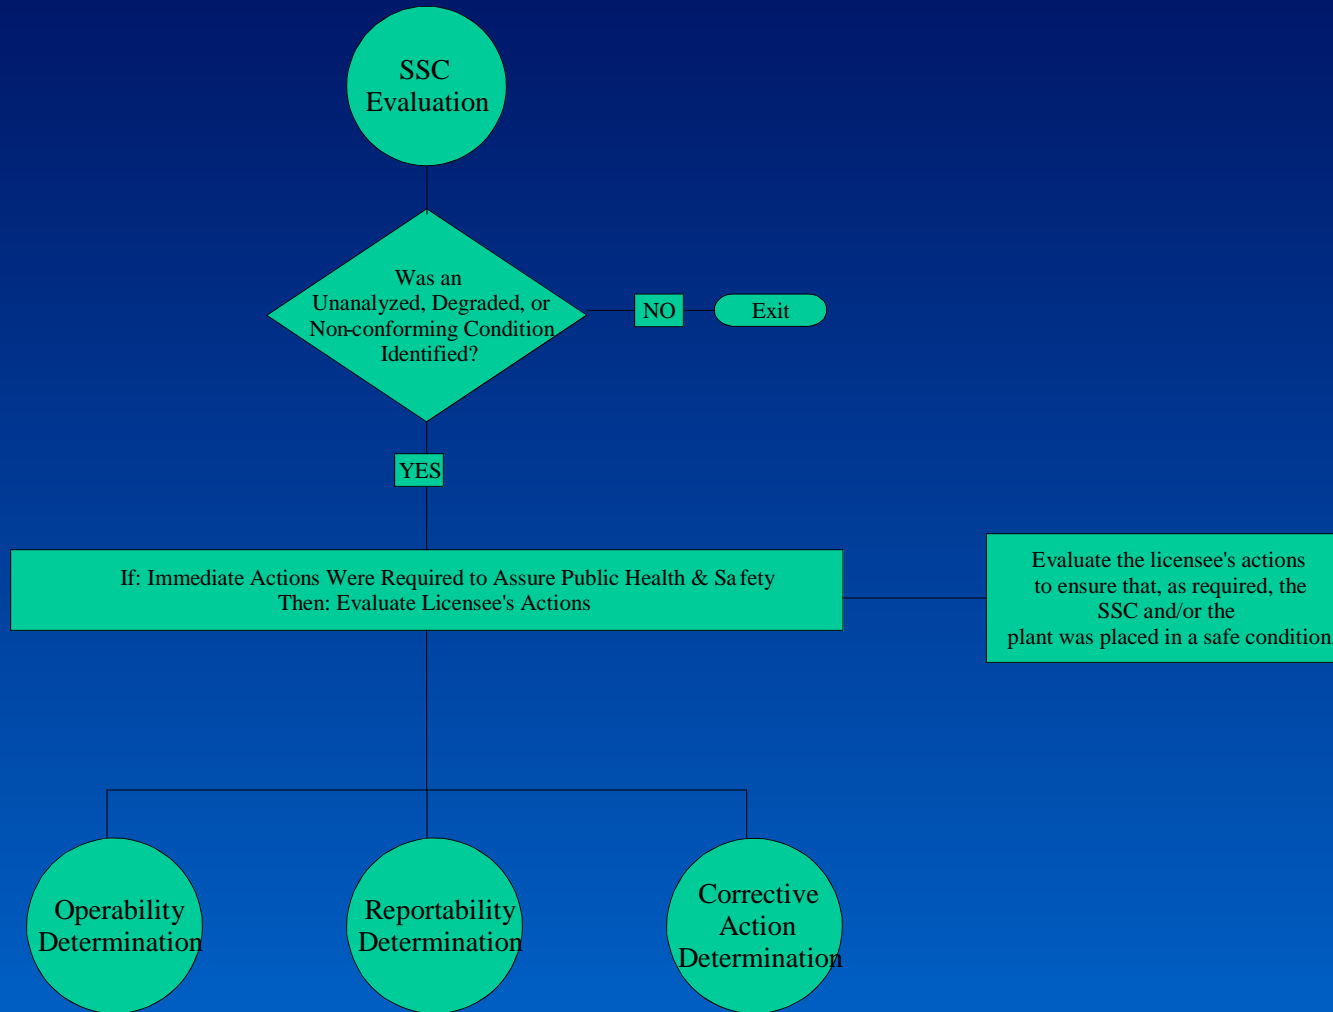 SSC
Evaluation
Was an
Unanalyzed, Degraded, or
Non-conforming Condition
Identified?
NO
Exit
YES
If: Immediate Actions Were Required to Assure Public Health & Safety
Then: Evaluate Licensee's Actions
Evaluate the licensee's actions
to ensure that, as required, the
SSC and/or the
plant was placed in a safe condition.
Operability
Determination
Reportability
Determination
Corrective
Action
Determination